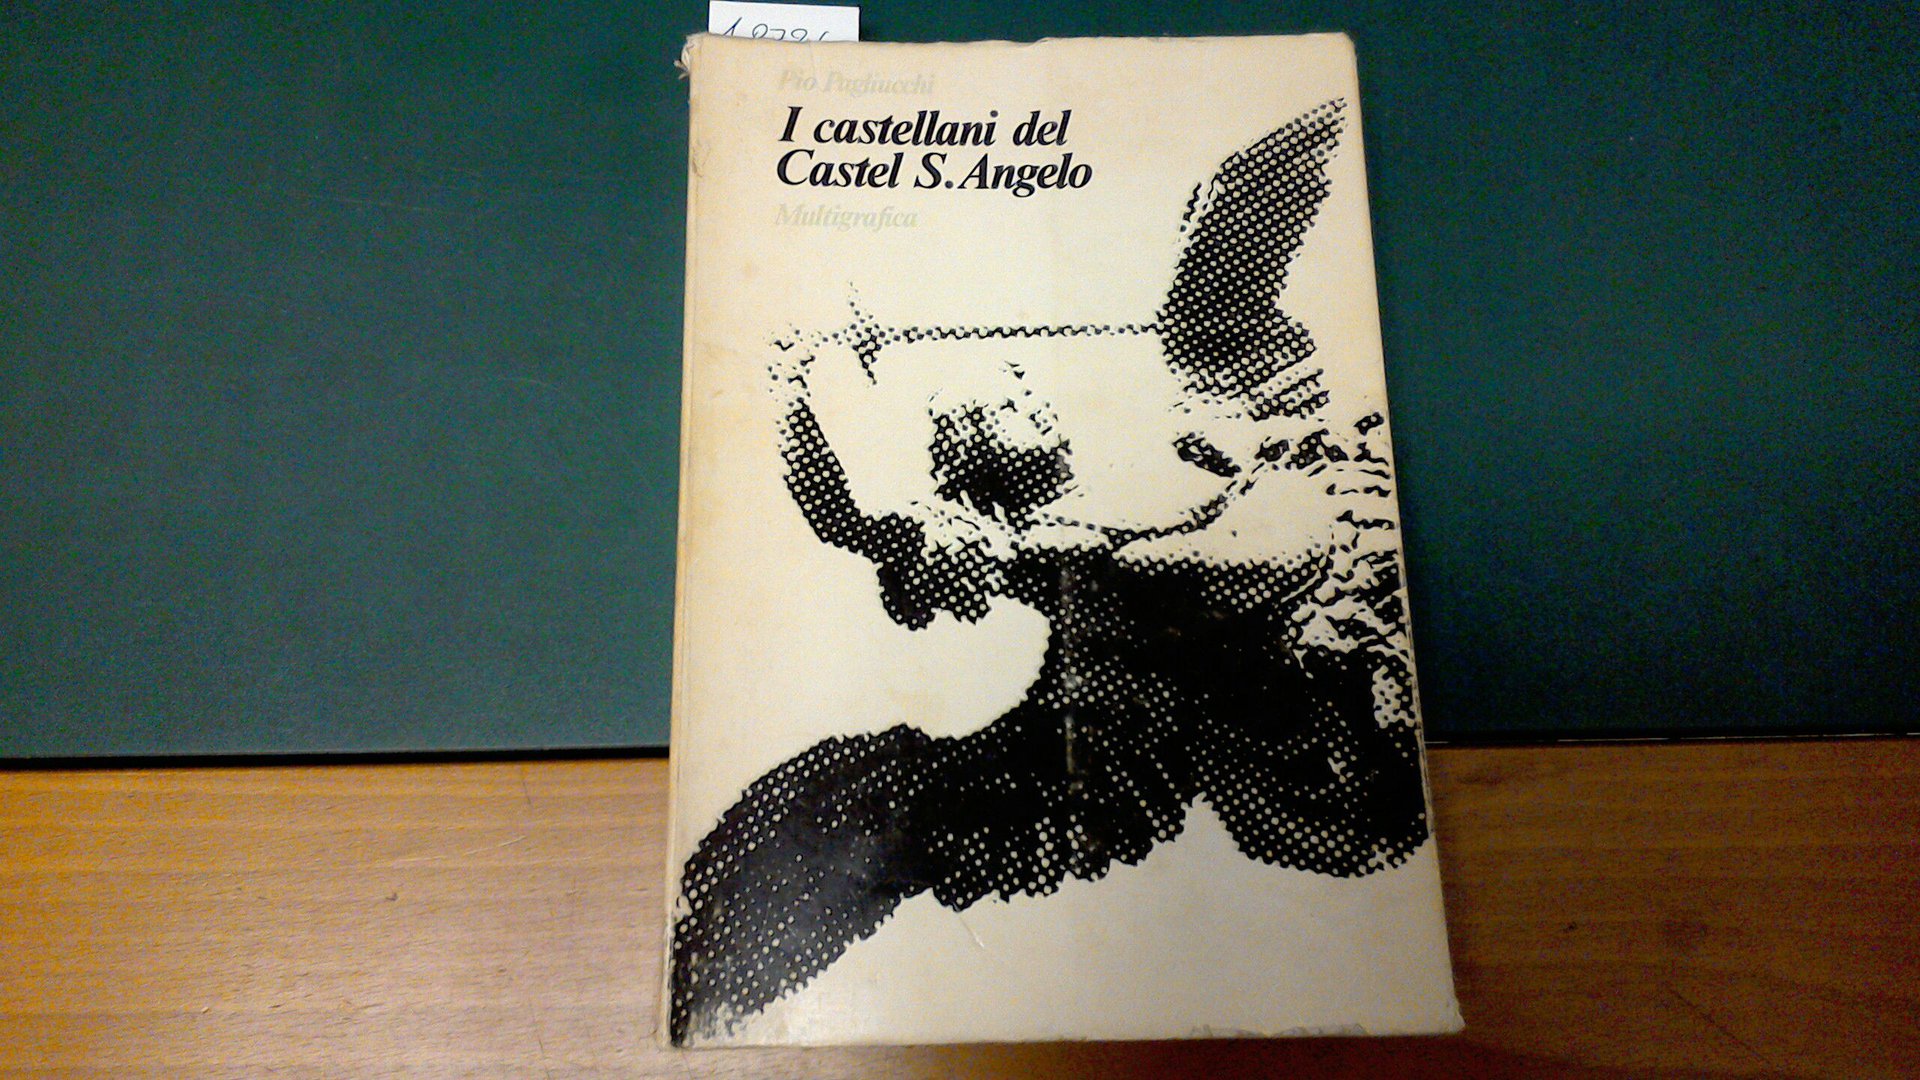 Pio Pagliucchi
I castellani del
Castel S. Angelo
Multigrafica